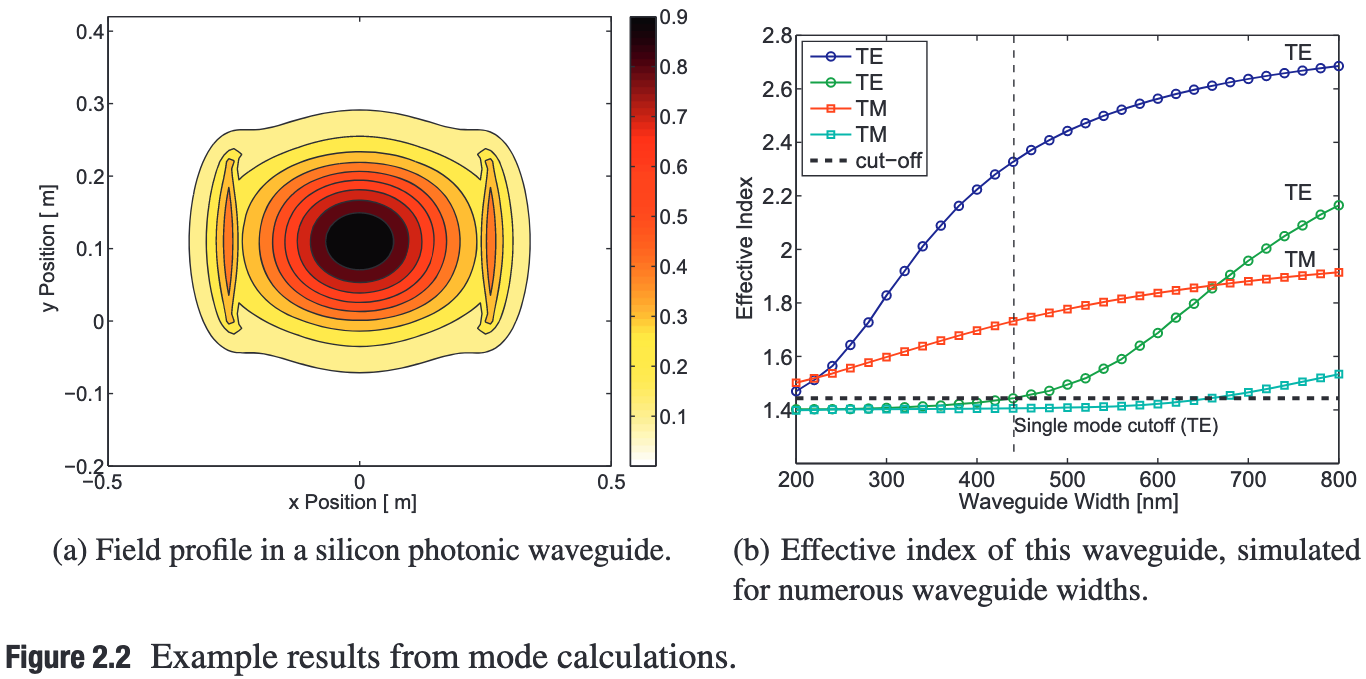 0.4
0.3
0.2
0.1
0
−0.1
−0.2
−0.5
0
0.5
y Position [ m]
x Position [ m]
0.9
0.8
0.7
0.6
0.5
0.4
0.3
0.2
0.1
(a) Field profile in a silicon photonic waveguide.
2.8
2.6
2.4
2.2
2
1.8
1.6
1.4
Effective Index
TE
TE
TM
TM
cut−off
TE
TE
TM
Single mode cutoff (TE)
200
300
400
500
600
700
800
Waveguide Width [nm]
(b) Effective index of this waveguide, simulated
for numerous waveguide widths.
Figure 2.2 Example results from mode calculations.